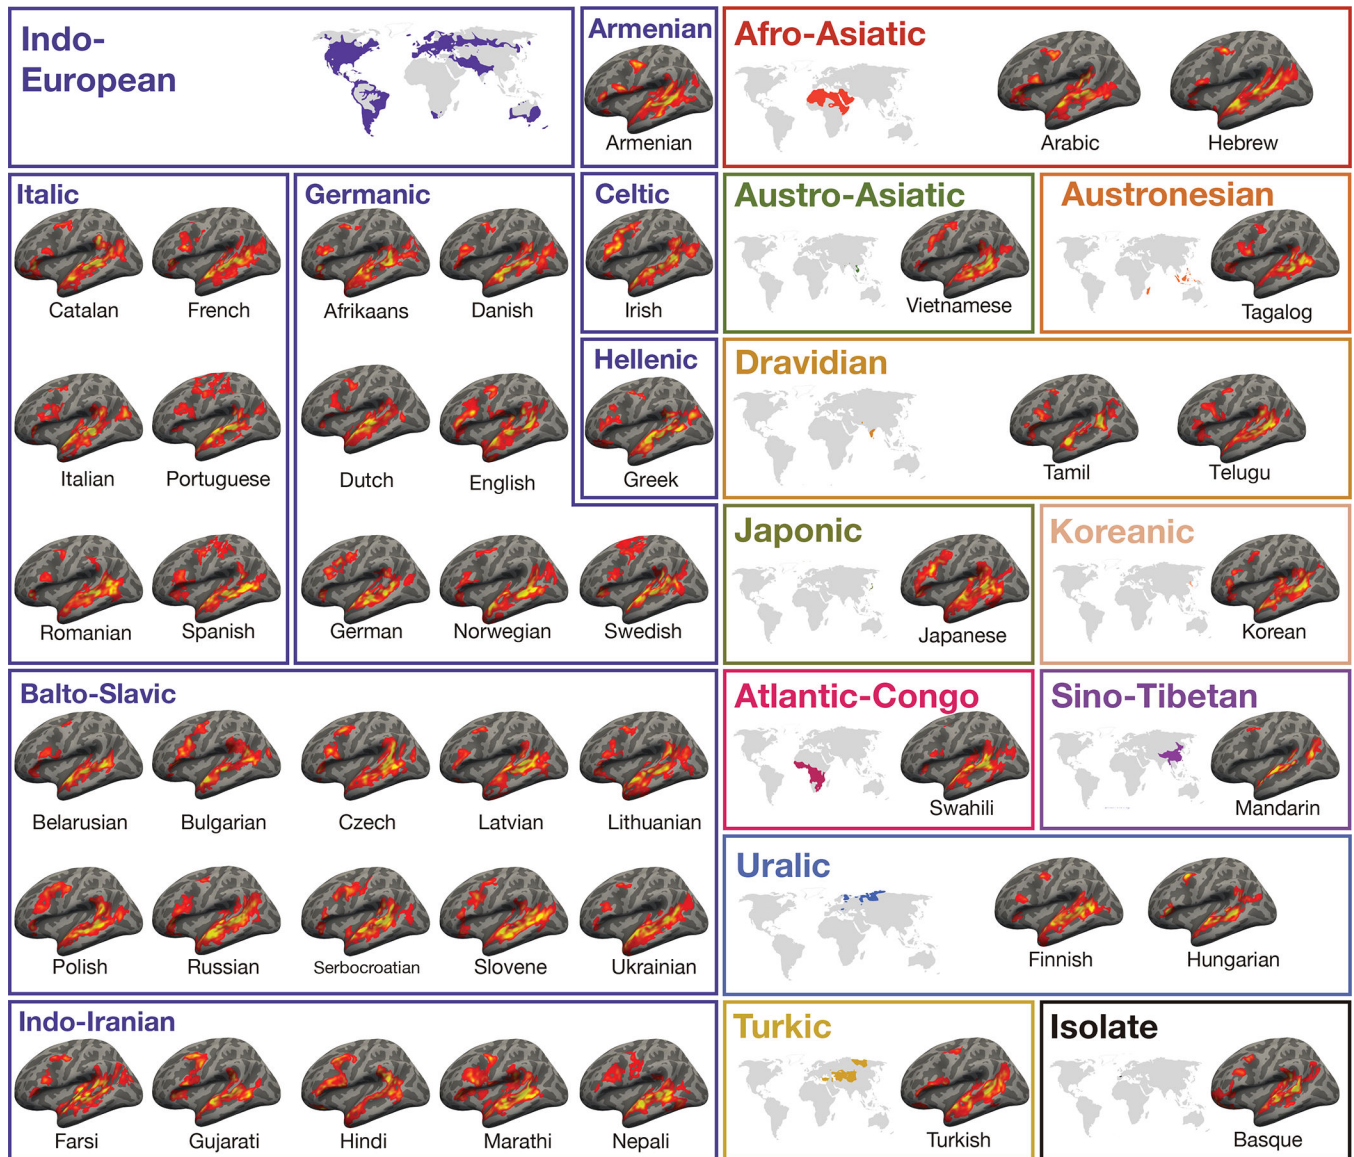 Indo-
European
Armenian
Armenian
Afro-Asiatic
Arabic
Hebrew
Italic
Catalan
French
Italian
Portuguese
Romanian
Spanish
Germanic
Afrikaans
Danish
Dutch
English
German
Norwegian
Swedish
Celtic
Irish
Hellenic
Greek
Austro-Asiatic
Vietnamese
Austronesian
Tagalog
Dravidian
Tamil
Telugu
Japonic
Japanese
Koreanic
Korean
Balto-Slavic
Belarusian
Bulgarian
Czech
Latvian
Lithuanian
Polish
Russian
Serbocroatian
Slovene
Ukrainian
Atlantic-Congo
Swahili
Sino-Tibetan
Mandarin
Uralic
Finnish
Hungarian
Indo-Iranian
Farsi
Gujarati
Hindi
Marathi
Nepali
Turkic
Turkish
Isolate
Basque